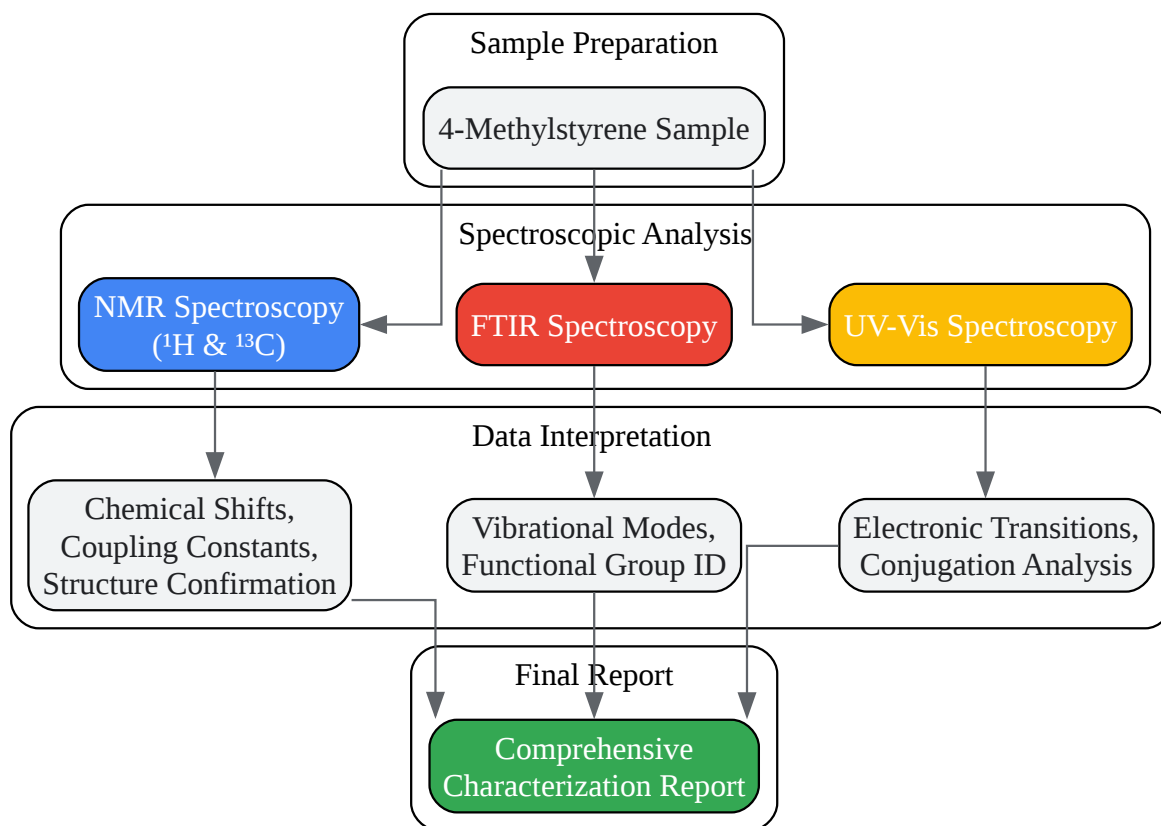 Sample Preparation
4-Methylstyrene Sample
Spectroscopic Analysis
NMR Spectroscopy
(¹H & ¹³C)
FTIR Spectroscopy
UV-Vis Spectroscopy
Data Interpretation
Chemical Shifts,
Coupling Constants,
Structure Confirmation
Vibrational Modes,
Functional Group ID
Electronic Transitions,
Conjugation Analysis
Final Report
Comprehensive
Characterization Report